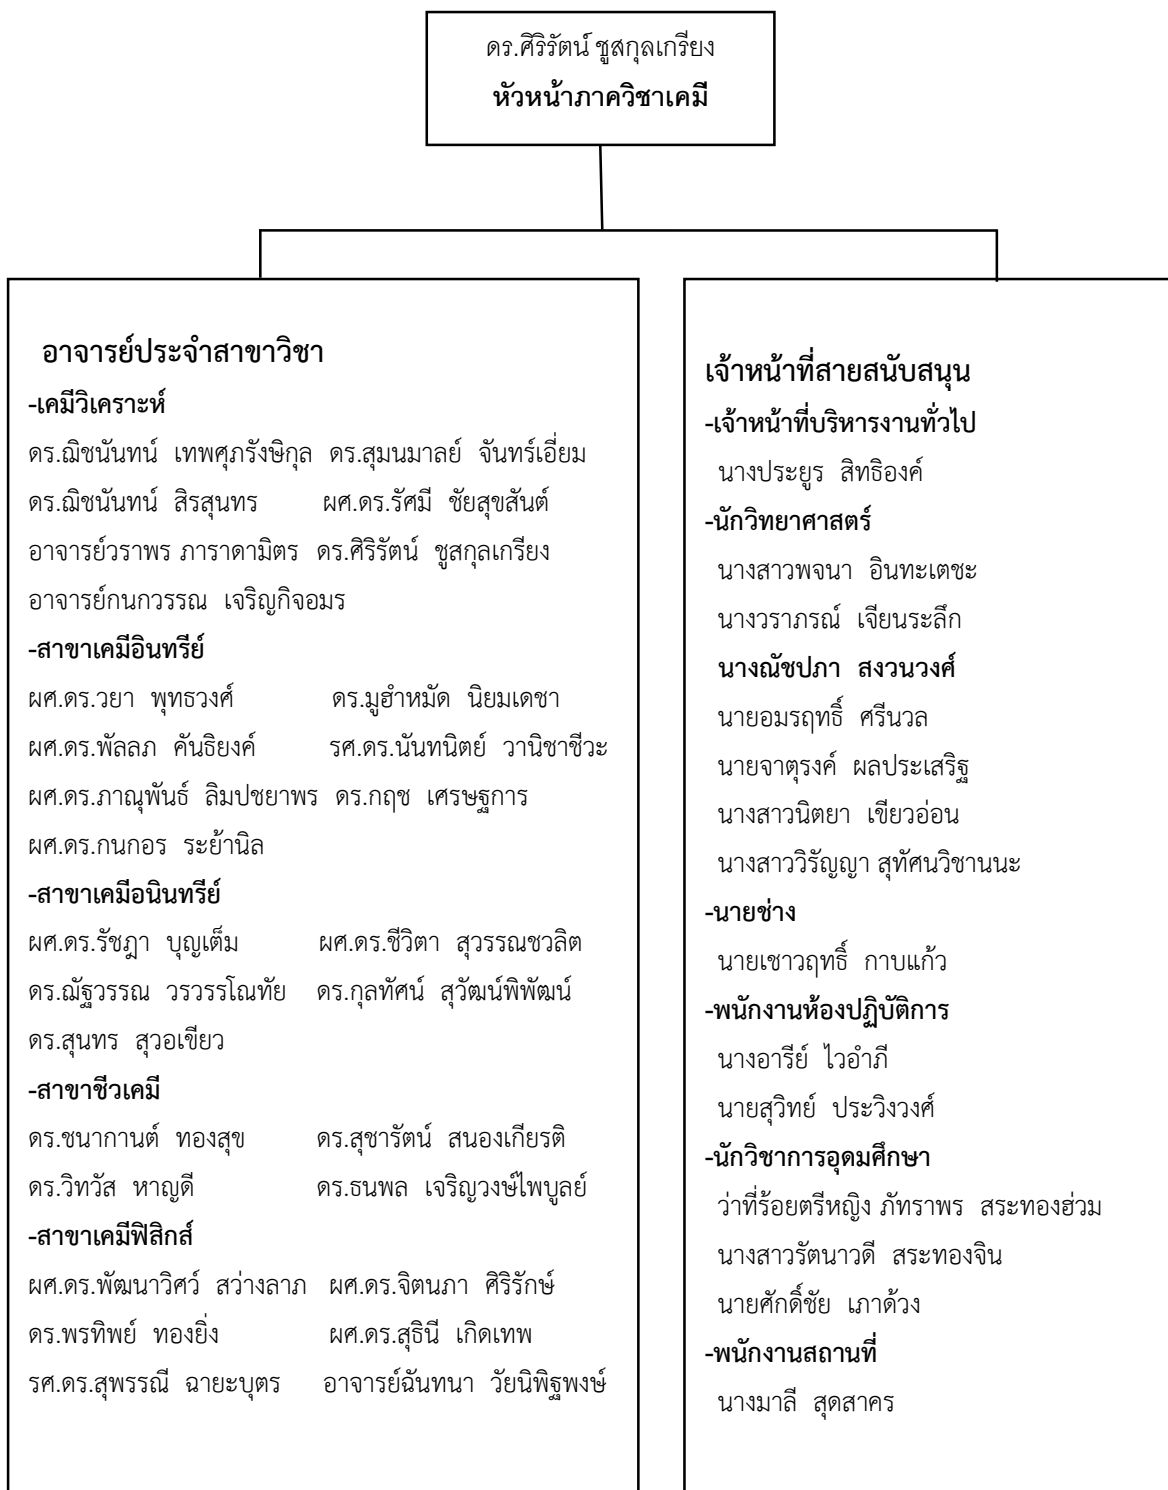 ดร.ศิริรัตน์ ชูสกุลเกรียง
หัวหน้าภาควิชาเคมี
อาจารย์ประจำสาขาวิชา
-เคมีวิเคราะห์
ดร.ฌิชนันทน์ เทพศุภรังษิกุล ดร.สุมนมาลย์ จันทร์เอี่ยม
ดร.ฌิชนันทน์ สิรสุนทร ผศ.ดร.รัศมี ชัยสุขสันต์
อาจารย์วราพร ภาราดามิตร ดร.ศิริรัตน์ ชูสกุลเกรียง
อาจารย์กนกวรรณ เจริญกิจอมร
-สาขาเคมีอินทรีย์
ผศ.ดร.วยา พุทธวงศ์ ดร.มูฮำหมัด นิยมเดชา
ผศ.ดร.พัลลภ คันธิยงค์ รศ.ดร.นันทนิตย์ วานิชาชีวะ
ผศ.ดร.ภาณุพันธ์ ลิมปชยาพร ดร.กฤช เศรษฐการ
ผศ.ดร.กนกอร ระย้านิล
-สาขาเคมีอนินทรีย์
ผศ.ดร.รัชฎา บุญเต็ม ผศ.ดร.ชีวิตา สุวรรณชวลิต
ดร.ณัฐวรรณ วรวรรโณทัย ดร.กุลทัศน์ สุวัฒน์พิพัฒน์
ดร.สุนทร สุวอเขียว
-สาขาชีวเคมี
ดร.ชนากานต์ ทองสุข ดร.สุชารัตน์ สนองเกียรติ
ดร.วิทวัส หาญดี ดร.ธนพล เจริญวงษ์ไพบูลย์
-สาขาเคมีฟิสิกส์
ผศ.ดร.พัฒนาวิศว์ สว่างลาภ ผศ.ดร.จิตนภา ศิริรักษ์
ดร.พรทิพย์ ทองยิ่ง ผศ.ดร.สุธินี เกิดเทพ
รศ.ดร.สุพรรณี ฉายะบุตร อาจารย์ฉันทนา วัยนิพิฐพงษ์
เจ้าหน้าที่สายสนับสนุน
-เจ้าหน้าที่บริหารงานทั่วไป
นางประยูร สิทธิองค์
-นักวิทยาศาสตร์
นางสาวพจนา อินทะเตชะ
นางวราภรณ์ เจียนระลึก
นางณัชปภา สงวนวงศ์
นายอมรฤทธิ์ ศรีนวล
นายจาตุรงค์ ผลประเสริฐ
นางสาวนิตยา เขียวอ่อน
นางสาววิรัญญา สุทัศนวิชานนะ
-นายช่าง
นายเชาวฤทธิ์ กาบแก้ว
-พนักงานห้องปฏิบัติการ
นางอารีย์ ไวอำภี
นายสุวิทย์ ประวิงวงศ์
-นักวิชาการอุดมศึกษา
ว่าที่ร้อยตรีหญิง ภัทราพร สระทองฮ่วม
นางสาวรัตนาวดี สระทองจิน
นายศักดิ์ชัย เภาด้วง
-พนักงานสถานที่
นางมาลี สุดสาคร